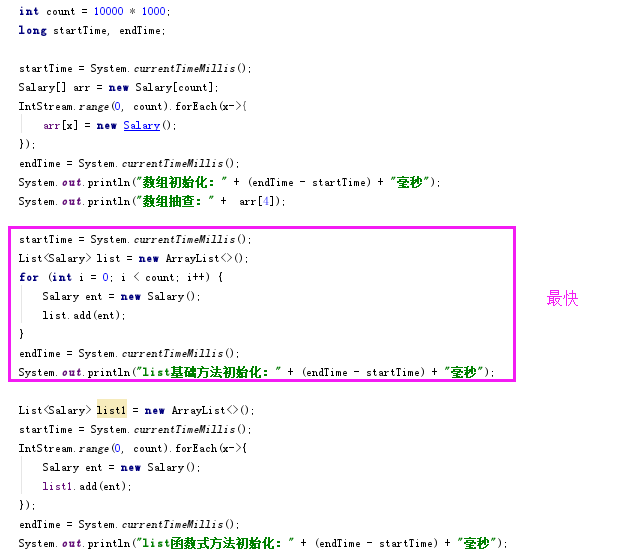 int count = 10000 * 1000;
long startTime, endTime;
startTime = System.currentTimeMillis();
Salary[] arr = new Salary[count];
IntStream.range(0, count).forEach(x->{
arr[x] = new Salary();
});
endTime = System.currentTimeMillis();
System.out.println("数组初始化：" + (endTime - startTime) + "毫秒");
System.out.println("数组抽查：" +  arr[4]);
startTime = System.currentTimeMillis();
List<Salary> list = new ArrayList<>();
for (int i = 0; i < count; i++) {
Salary ent = new Salary();
list.add(ent);
}
endTime = System.currentTimeMillis();
System.out.println("list基础方法初始化：" + (endTime - startTime) + "毫秒");
最快
List<Salary> list1 = new ArrayList<>();
startTime = System.currentTimeMillis();
IntStream.range(0, count).forEach(x->{
Salary ent = new Salary();
list1.add(ent);
});
endTime = System.currentTimeMillis();
System.out.println("list函数式方法初始化：" + (endTime - startTime) + "毫秒");